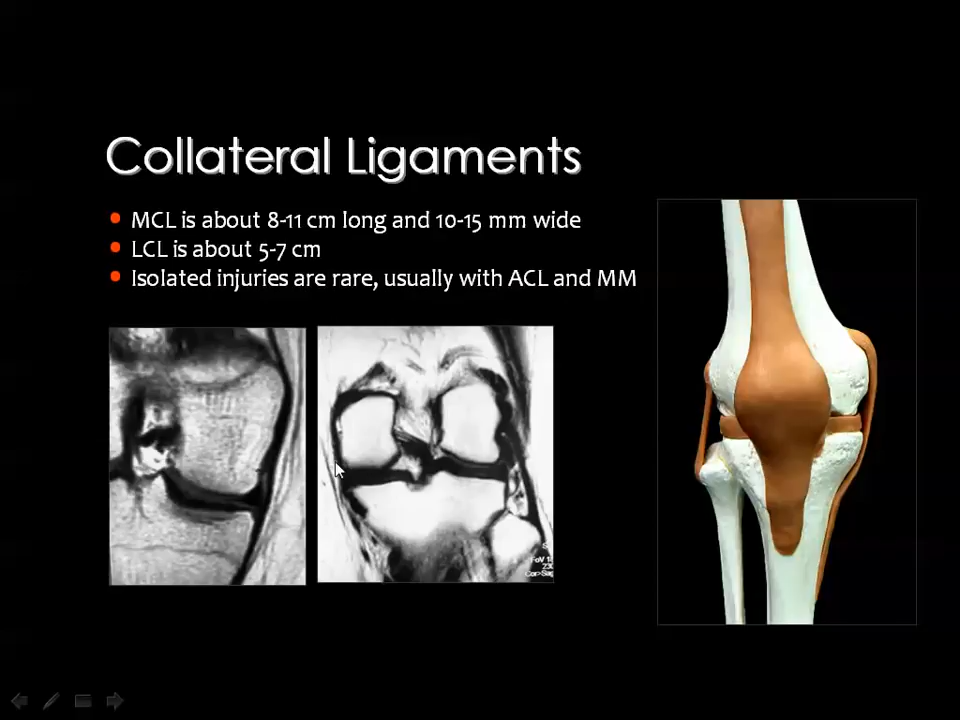 Collateral Ligaments
MCL is about 8-11 cm long and 10-15 mm wide
LCL is about 5-7 cm
Isolated injuries are rare, usually with ACL and MM